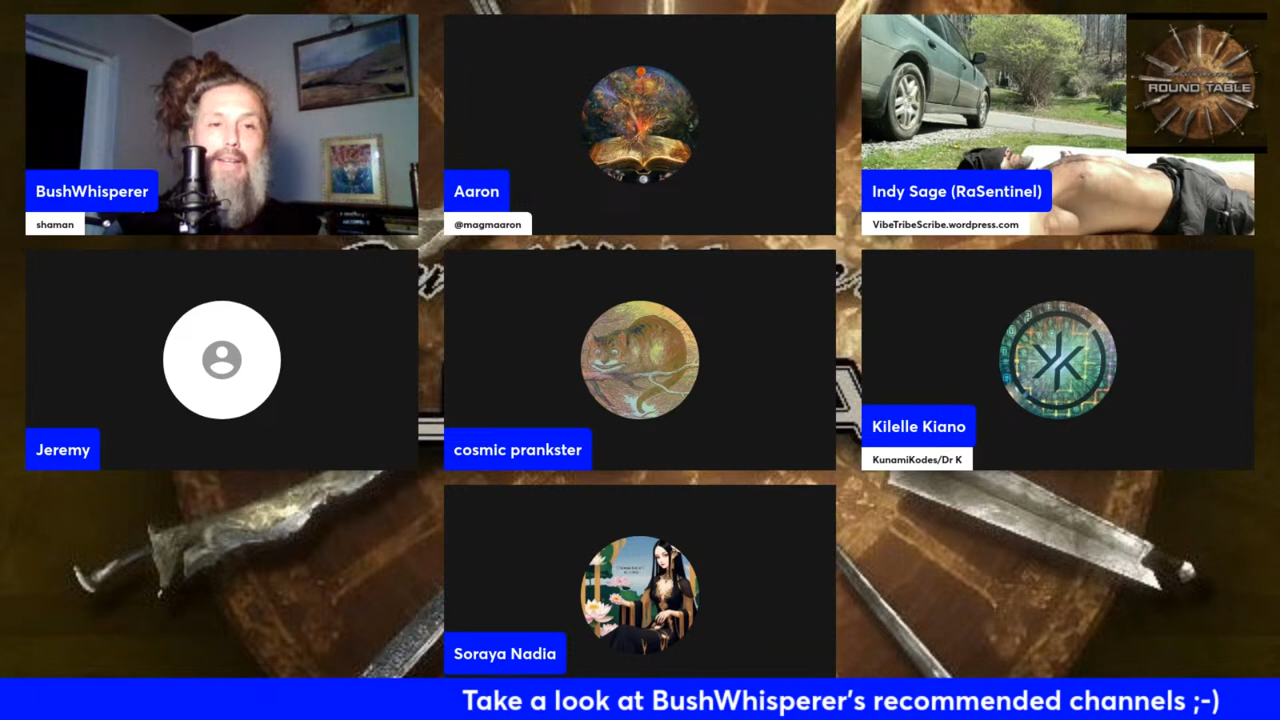 BushWhisperer
shaman
Aaron
@magmaaron
Indy Sage (RaSentinel)
VibeTribeScribe.wordpress.com
ROUND TABLE
Jeremy
cosmic prankster
Kilelle Kiano
KunamiKodes/Dr K
Soraya Nadia
Take a look at BushWhisperer's recommended channels ;-)